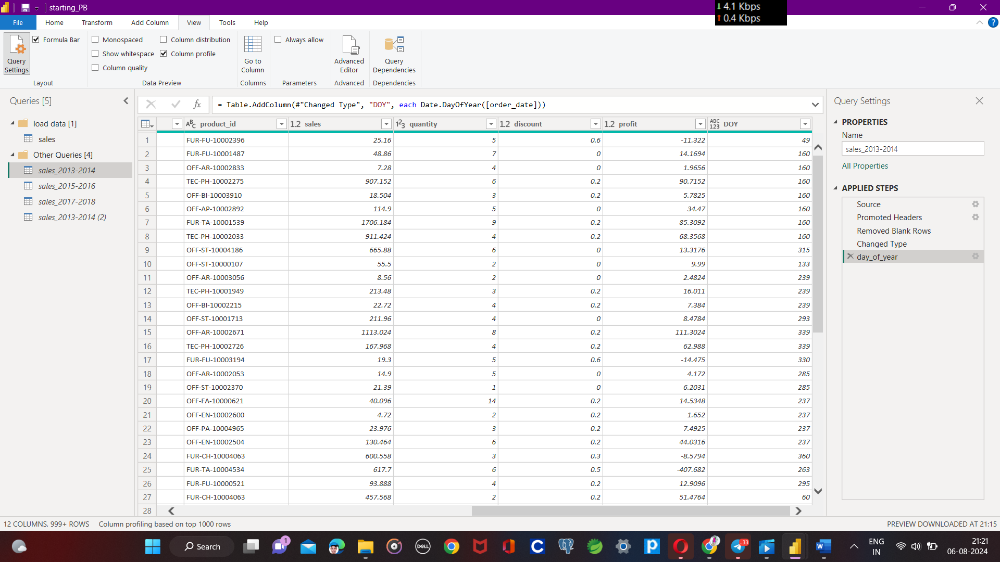 starting_PB
4.1 Kbps
0.4 Kbps
File Home Transform Add Column View Tools Help
Query Settings
Formula Bar
Layout
Monospaced
Show whitespace
Column quality
Column distribution
Column profile
Data Preview
Go to Column
Columns
Always allow
Parameters
Advanced Editor
Advanced
Query Dependencies
Dependencies
Queries [5]
load data [1]
sales
Other Queries [4]
sales_2013-2014
sales_2015-2016
sales_2017-2018
sales_2013-2014 (2)
fx = Table.AddColumn(#"Changed Type", "DOY", each Date.DayOfYear([order_date]))
ABC product_id 1.2 sales 123 quantity 1.2 discount 1.2 profit ABC 123 DOY
1 FUR-FU-10002396 25.16 5 0.6 -11.322 49
2 FUR-FU-10001487 48.86 7 0 14.1694 160
3 OFF-AR-10002833 7.28 4 0 1.9656 160
4 TEC-PH-10002275 907.152 6 0.2 90.7152 160
5 OFF-BI-10003910 18.504 3 0.2 5.7825 160
6 OFF-AP-10002892 114.9 5 0 34.47 160
7 FUR-TA-10001539 1706.184 9 0.2 85.3092 160
8 TEC-PH-10002033 911.424 4 0.2 68.3568 160
9 OFF-ST-10004186 665.88 6 0 13.3176 315
10 OFF-ST-10000107 55.5 2 0 9.99 133
11 OFF-AR-10003056 8.56 2 0 2.4824 239
12 TEC-PH-10001949 213.48 3 0.2 16.011 239
13 OFF-BI-10002215 22.72 4 0.2 7.384 239
14 OFF-ST-10001713 211.96 4 0 8.4784 293
15 OFF-AR-10002671 1113.024 8 0.2 111.3024 339
16 TEC-PH-10002726 167.968 4 0.2 62.988 339
17 FUR-FU-10003194 19.3 5 0.6 -14.475 330
18 OFF-AR-10002053 14.9 5 0 4.172 285
19 OFF-ST-10002370 21.39 1 0 6.2031 285
20 OFF-FA-10000621 40.096 14 0.2 14.5348 237
21 OFF-EN-10002600 4.72 2 0.2 1.652 237
22 OFF-PA-10004965 23.976 3 0.2 7.4925 237
23 OFF-EN-10002504 130.464 6 0.2 44.0316 237
24 FUR-CH-10004063 600.558 3 0.3 -8.5794 360
25 FUR-TA-10004534 617.7 6 0.5 -407.682 263
26 FUR-FU-10000521 93.888 4 0.2 12.9096 295
27 FUR-CH-10004063 457.568 2 0.2 51.4764 60
28
Query Settings
PROPERTIES
Name
sales_2013-2014
All Properties
APPLIED STEPS
Source
Promoted Headers
Removed Blank Rows
Changed Type
day_of_year
12 COLUMNS, 999+ ROWS Column profiling based on top 1000 rows PREVIEW DOWNLOADED AT 21:15
Search
1
DELL
33
ENG
IN
21:21
06-08-2024